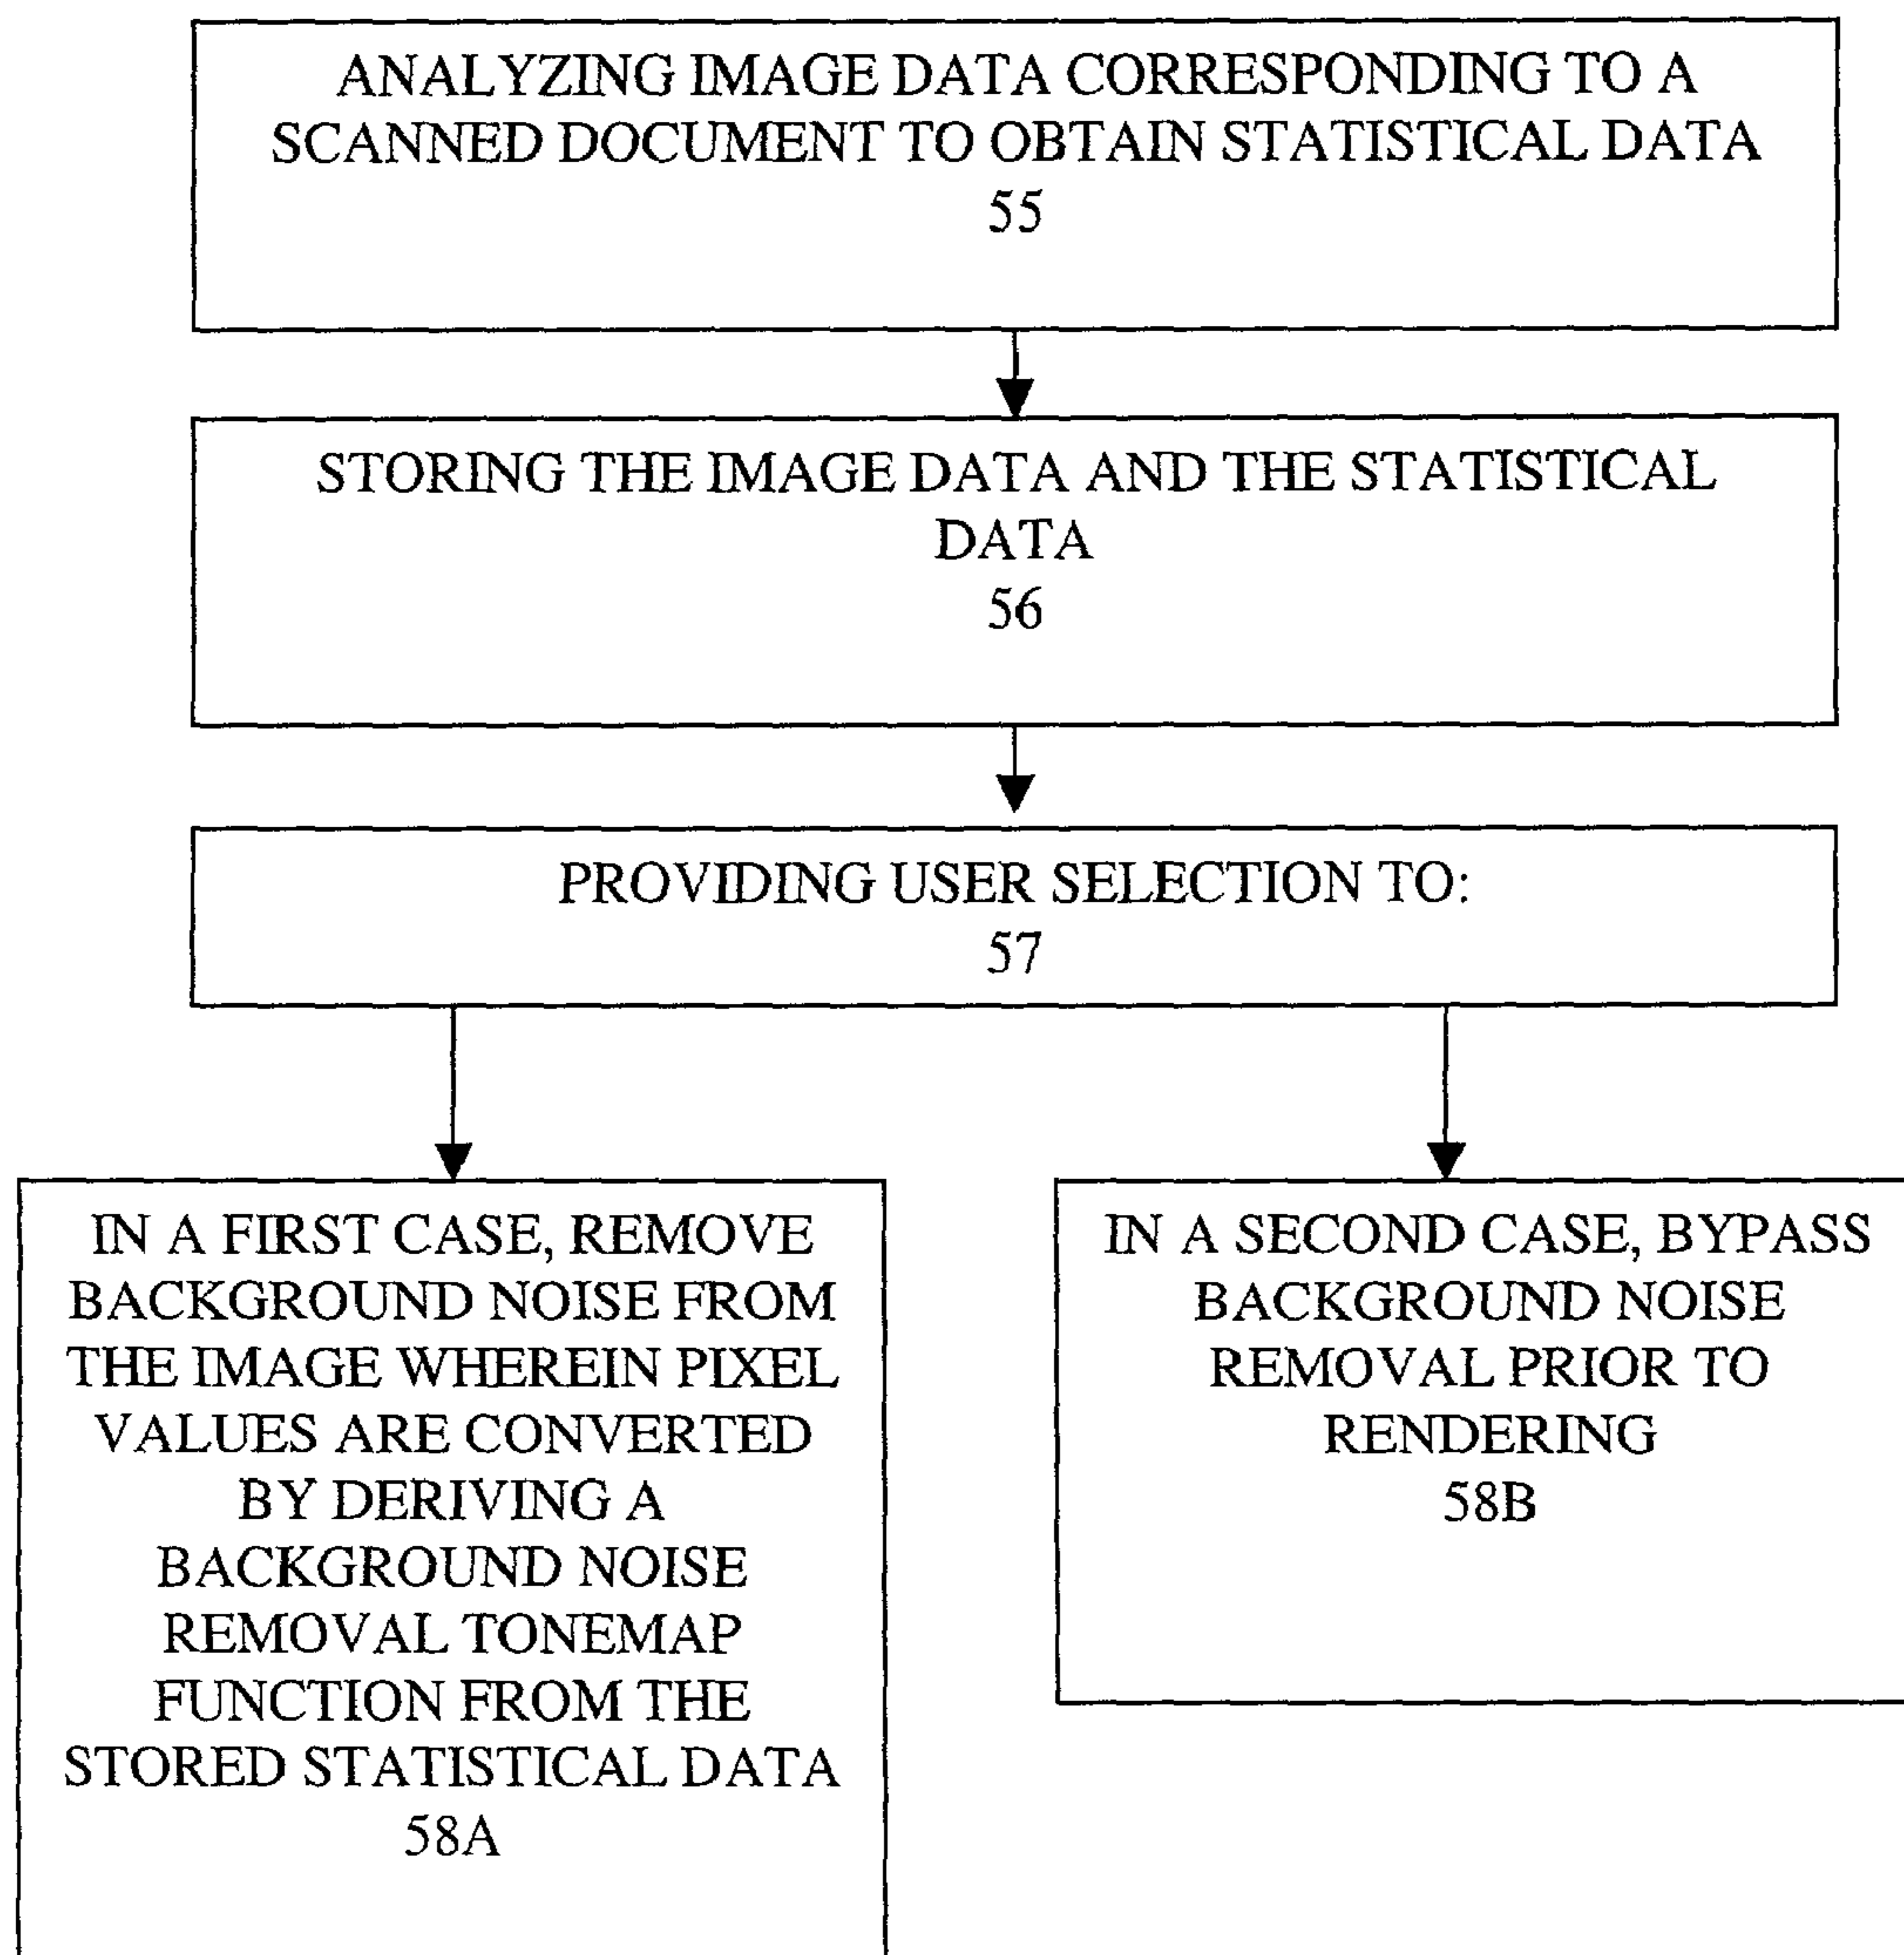 ANALYZING IMAGE DATA CORRESPONDING TO A
SCANNED DOCUMENT TO OBTAIN STATISTICAL DATA
55
STORING THE IMAGE DATA AND THE STATISTICAL
DATA
56
PROVIDING USER SELECTION TO:
57
IN A FIRST CASE, REMOVE
BACKGROUND NOISE FROM
THE IMAGE WHEREIN PIXEL
VALUES ARE CONVERTED
BY DERIVING A
BACKGROUND NOISE
REMOVAL TONEMAP
FUNCTION FROM THE
STORED STATISTICAL DATA
58A
IN A SECOND CASE, BYPASS
BACKGROUND NOISE
REMOVAL PRIOR TO
RENDERING
58B